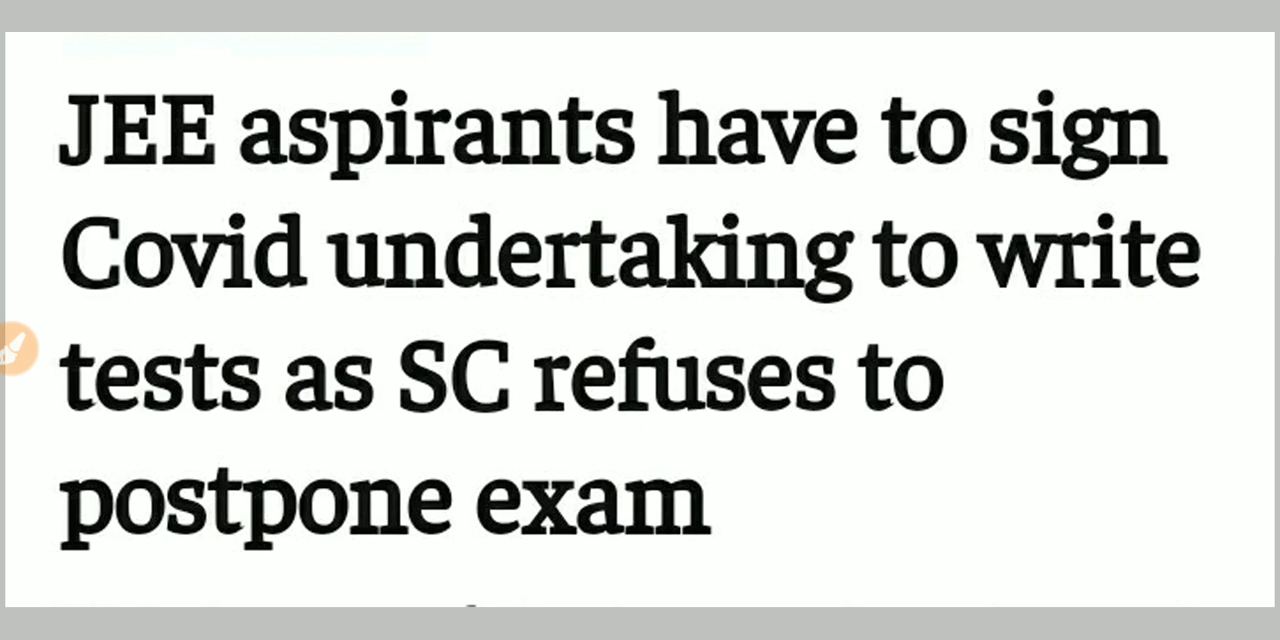 JEE aspirants have to sign
Covid undertaking to write
tests as SC refuses to
postpone exam